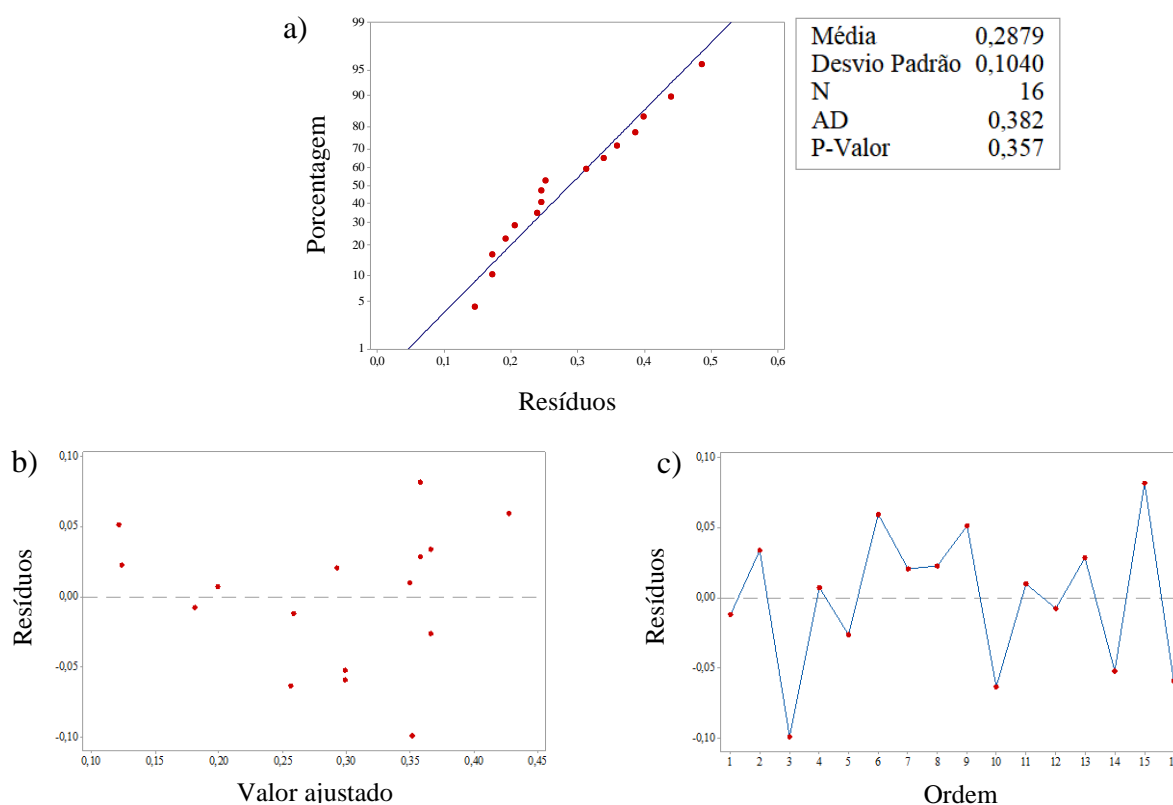 a)
99
95
90
80
70
60
50
40
30
20
10
5
1
Porcentagem
0,0 0,1 0,2 0,3 0,4 0,5 0,6
Resíduos
Média 0,2879
Desvio Padrão 0,1040
N 16
AD 0,382
P-Valor 0,357
b)
0,10
0,05
0,00
-0,05
-0,10
Resíduos
0,10 0,15 0,20 0,25 0,30 0,35 0,40 0,45
Valor ajustado
c)
0,10
0,05
0,00
-0,05
-0,10
Resíduos
1 2 3 4 5 6 7 8 9 10 11 12 13 14 15 1
Ordem